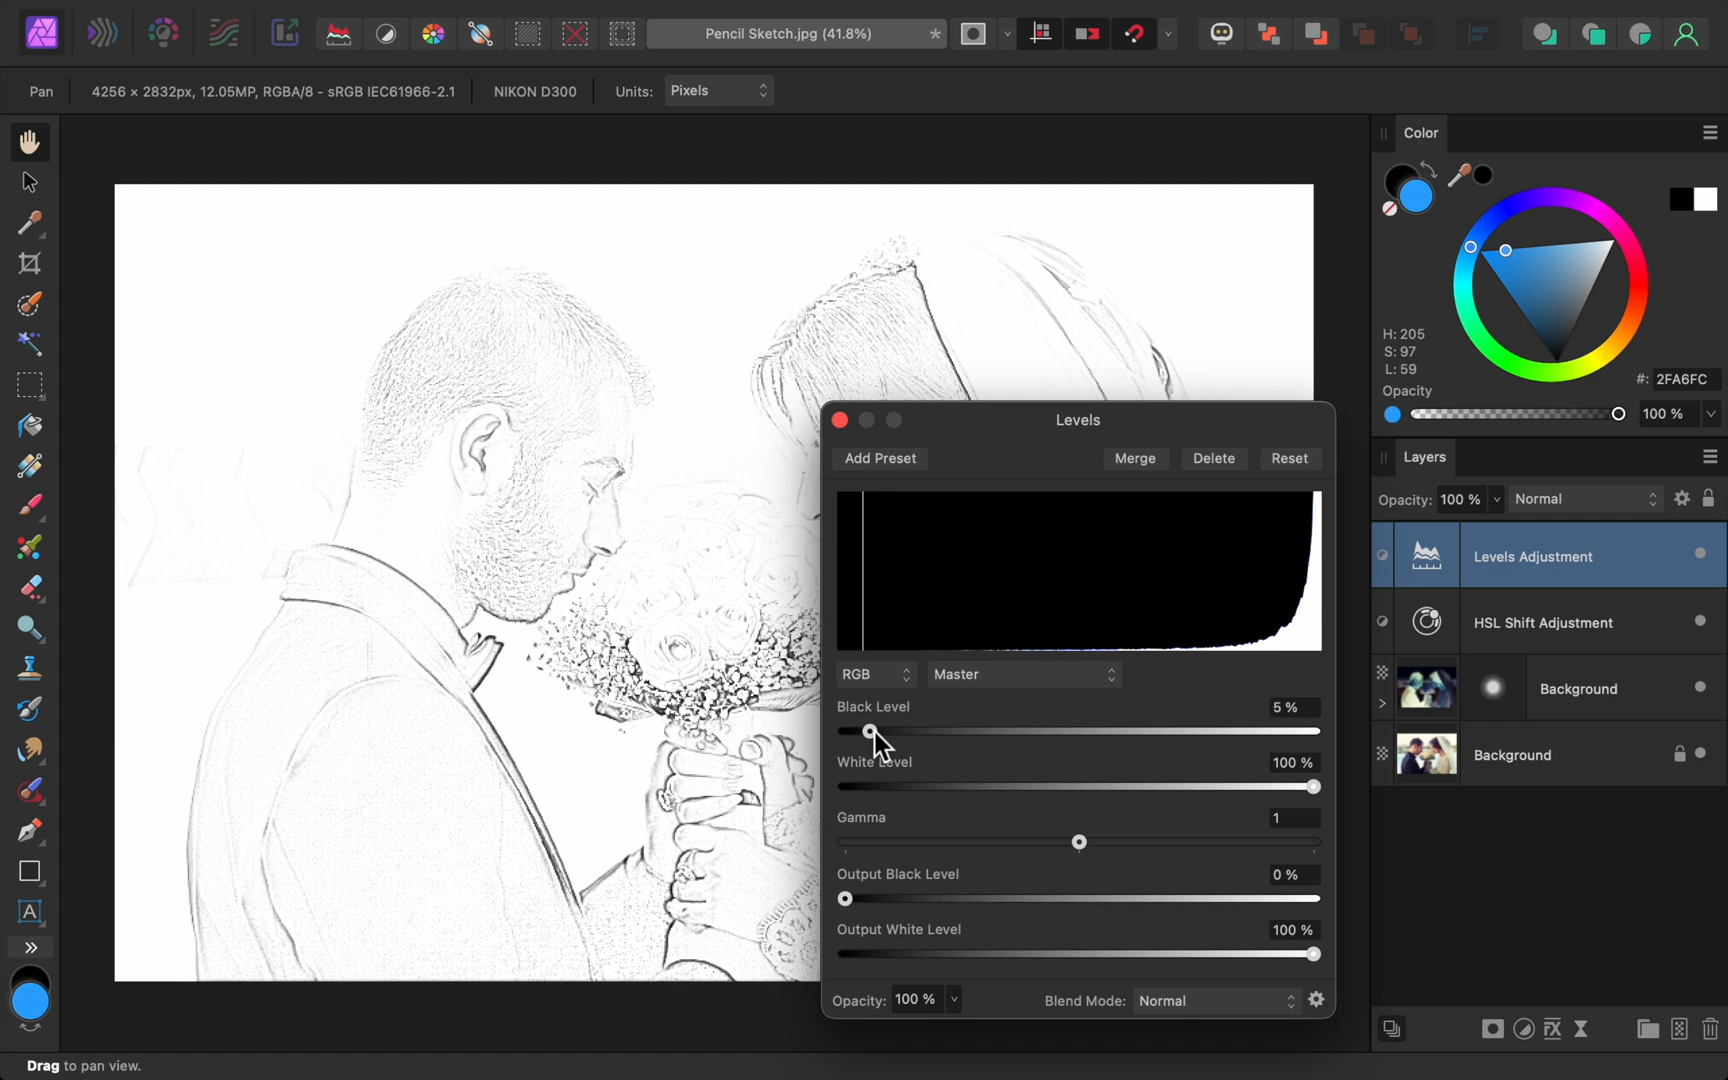 Pencil Sketch.jpg (41.8%)
*
Pan
4256 × 2832px, 12.05MP, RGBA/8 - sRGB IEC61966-2.1
NIKON D300
Units:
Pixels
Color
H: 205
S: 97
L: 59
#: 2FA6FC
Opacity
100 %
Levels
Add Preset
Merge
Delete
Reset
RGB
Master
Black Level
5 %
White Level
100 %
Gamma
1
Output Black Level
0 %
Output White Level
100 %
Opacity: 100 %
Blend Mode: Normal
Layers
Opacity: 100 %
Normal
Levels Adjustment
HSL Shift Adjustment
Background
Background
A
FX
Drag to pan view.